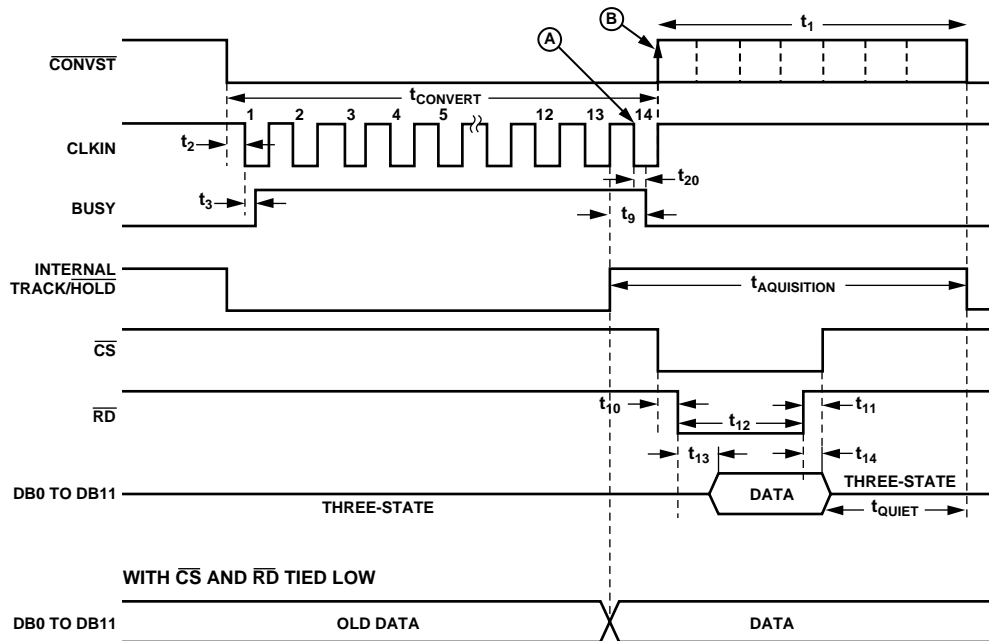 B
t1
A
CONVST
tCONVERT
1 2 3 4 5 12 13 14
CLKIN
t2
t20
t3
BUSY
t9
INTERNAL
TRACK/HOLD
tAQUISITION
CS
RD
t10
t12
t11
t13
t14
DB0 TO DB11
THREE-STATE
DATA
THREE-STATE
tQUIET
WITH CS AND RD TIED LOW
DB0 TO DB11
OLD DATA
DATA